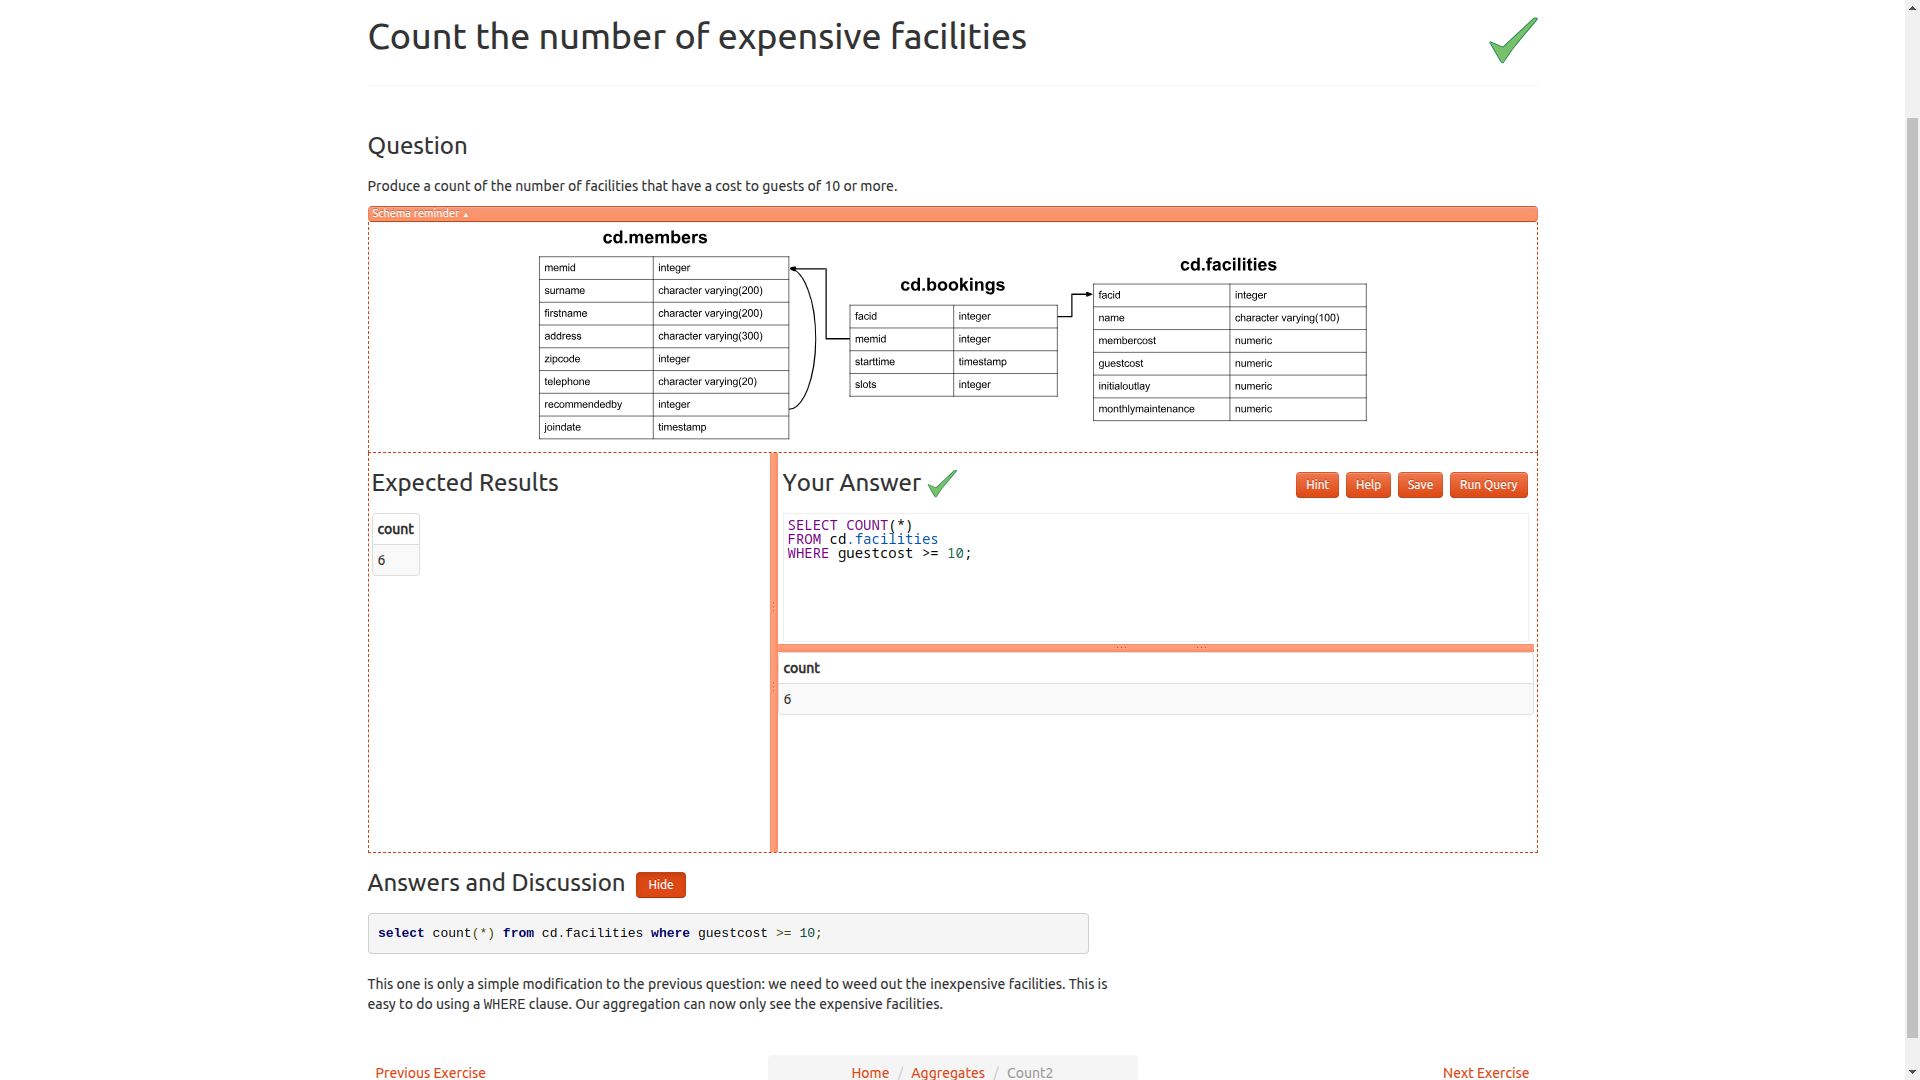 Count the number of expensive facilities
Question
Produce a count of the number of facilities that have a cost to guests of 10 or more.
Schema reminder ▴
cd.members
memid integer
surname character varying(200)
firstname character varying(200)
address character varying(300)
zipcode integer
telephone character varying(20)
recommendedby integer
joindate timestamp
cd.bookings
facid integer
memid integer
starttime timestamp
slots integer
cd.facilities
facid integer
name character varying(100)
membercost numeric
guestcost numeric
initialoutlay numeric
monthlymaintenance numeric
Expected Results
count
6
Your Answer
Hint Help Save Run Query
SELECT COUNT(*)
FROM cd.facilities
WHERE guestcost >= 10;
count
6
Answers and Discussion Hide
select count(*) from cd.facilities where guestcost >= 10;
This one is only a simple modification to the previous question: we need to weed out the inexpensive facilities. This is
easy to do using a WHERE clause. Our aggregation can now only see the expensive facilities.
Previous Exercise Home / Aggregates / Count2 Next Exercise